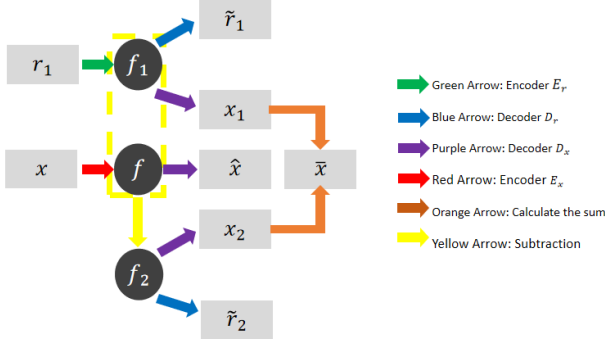 r̃₁
r₁ f₁
x₁
x f x̂ x̄
x₂
f₂
r̃₂
Green Arrow: Encoder Eᵣ
Blue Arrow: Decoder Dᵣ
Purple Arrow: Decoder Dₓ
Red Arrow: Encoder Eₓ
Orange Arrow: Calculate the sum
Yellow Arrow: Subtraction